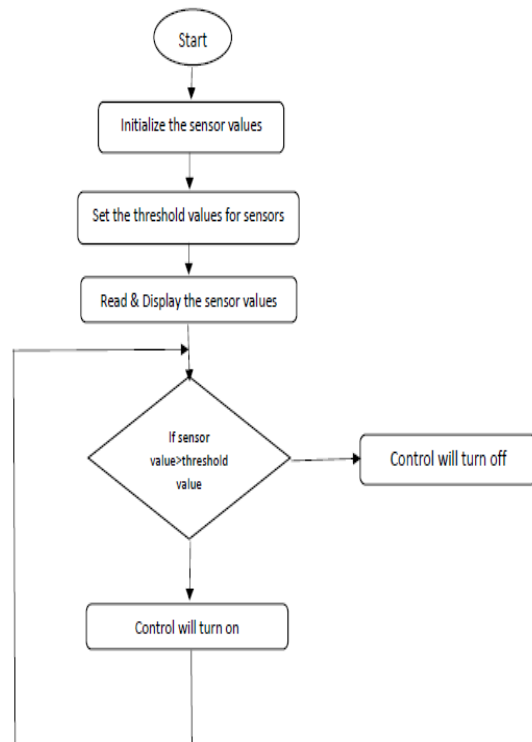 Start
Initialize the sensor values
Set the threshold values for sensors
Read & Display the sensor values
If sensor
value>threshold
value
Control will turn off
Control will turn on